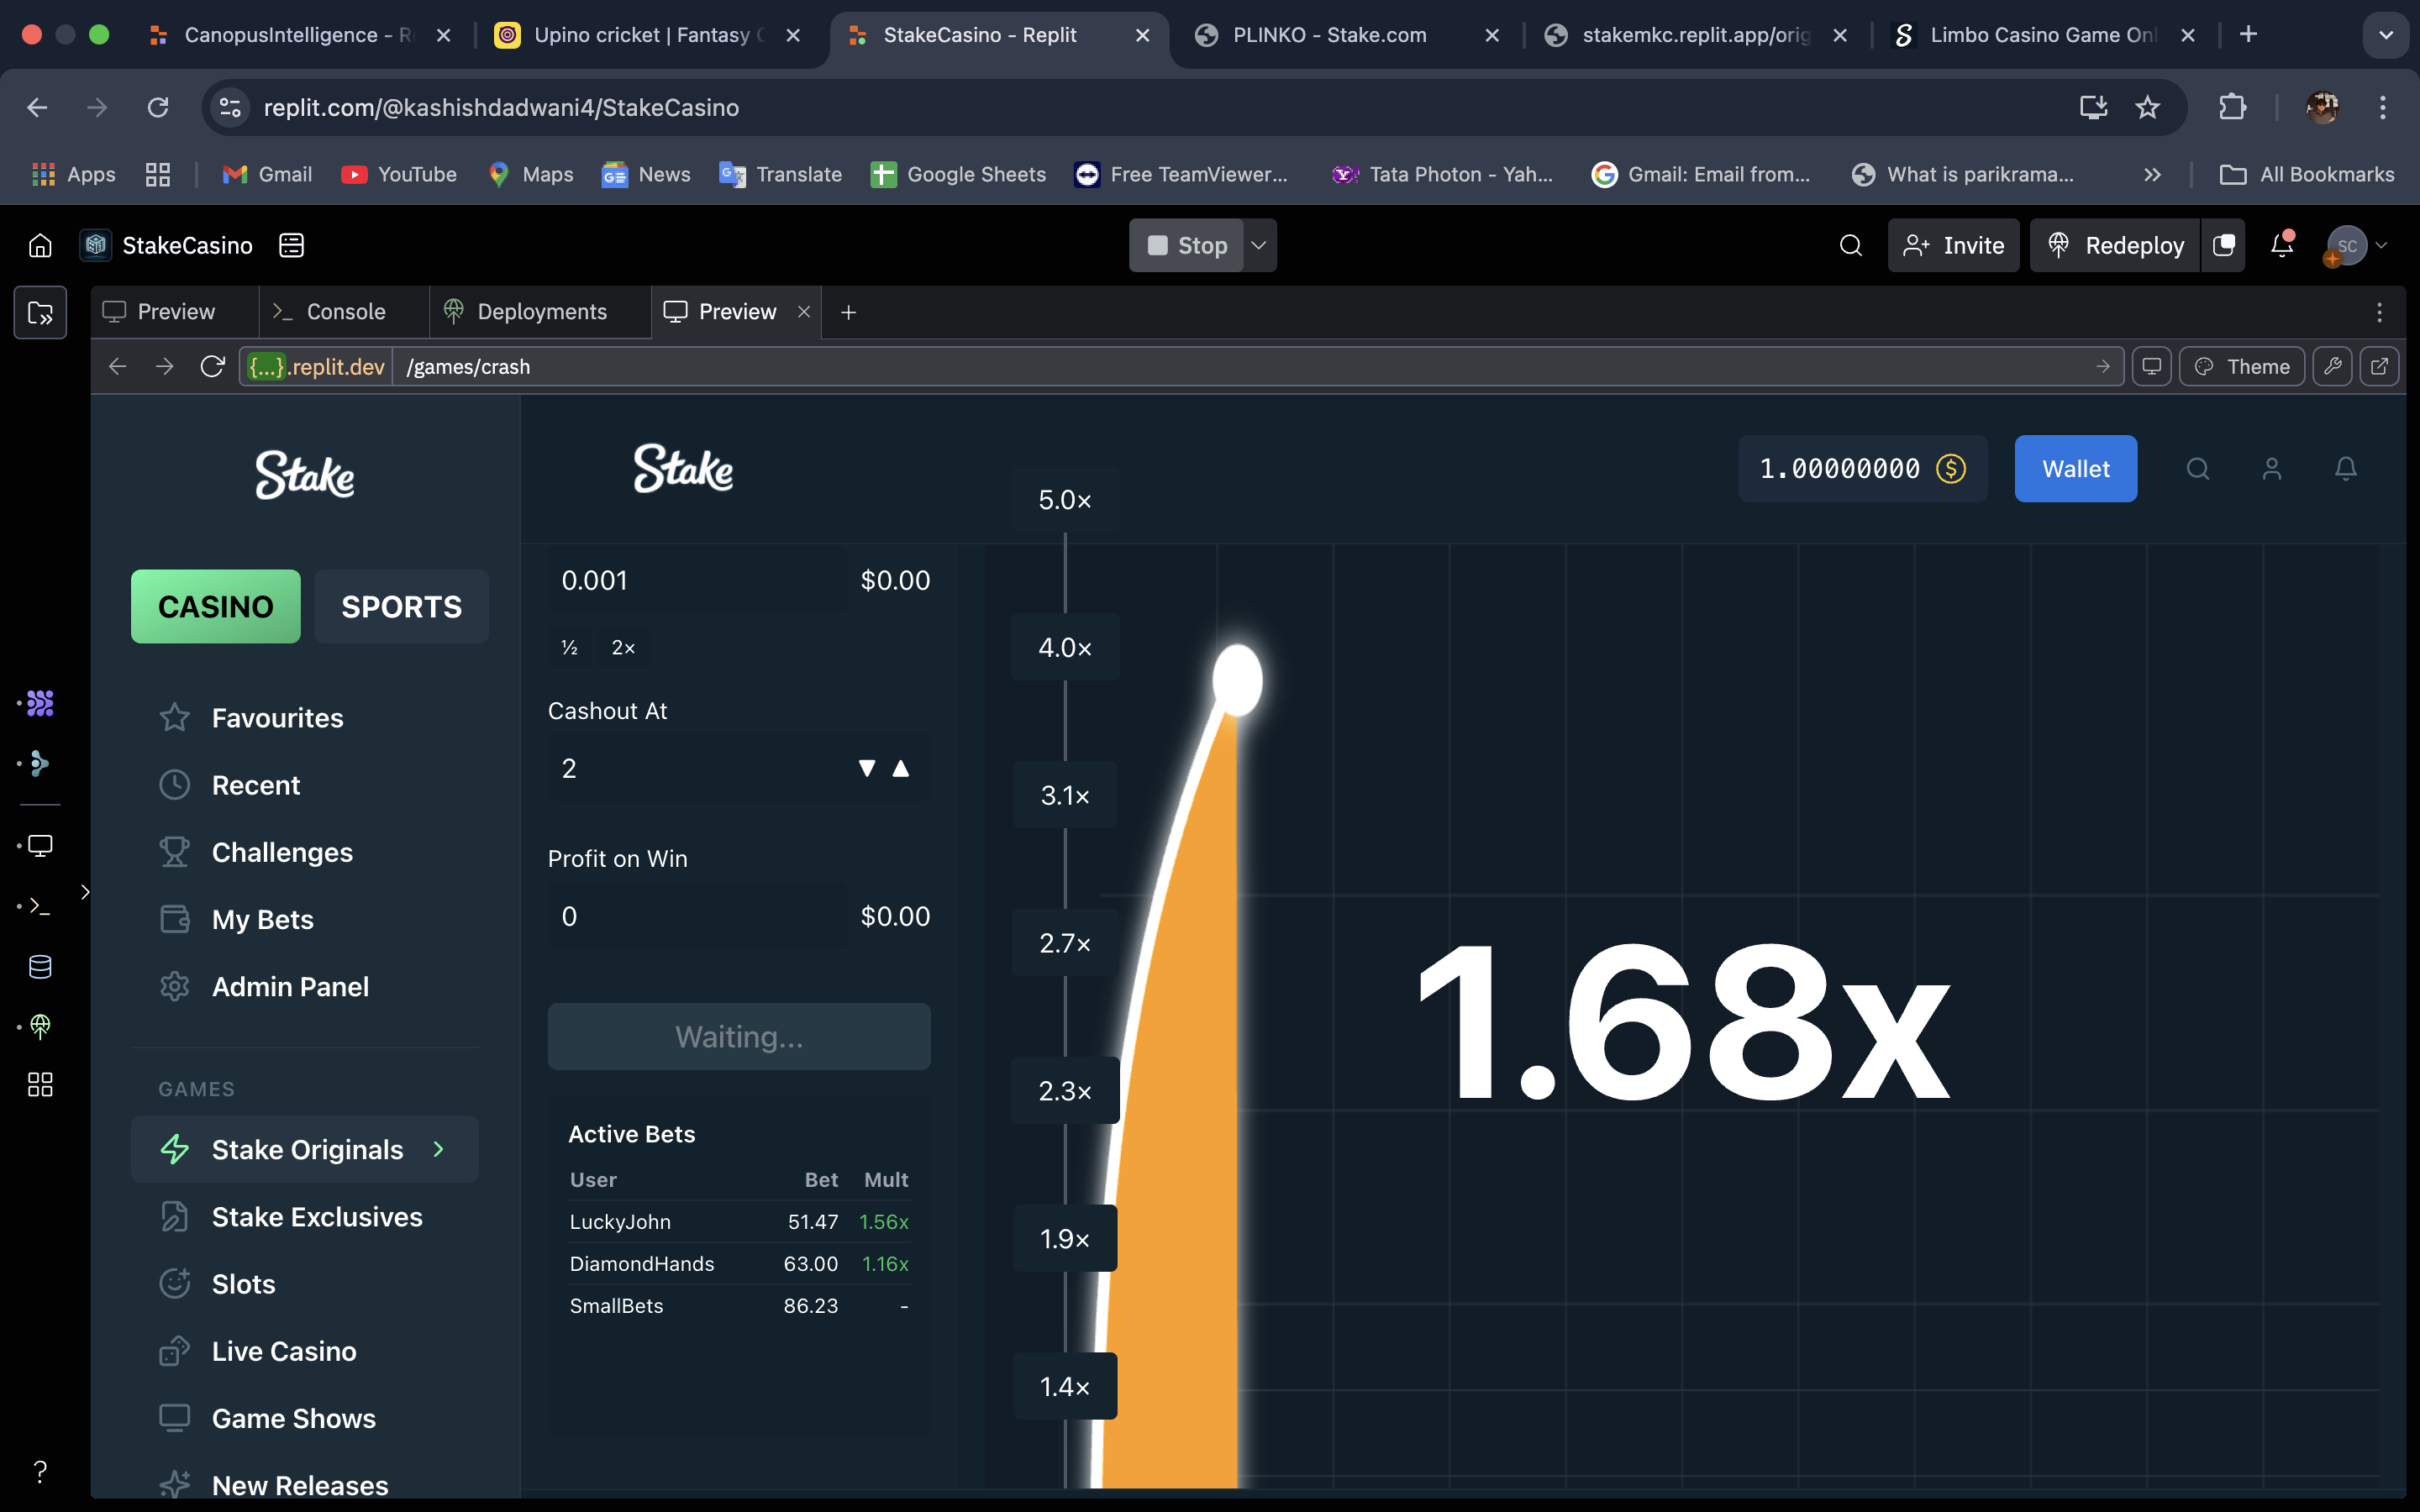 CanopusIntelligence - R
Upino cricket | Fantasy C
StakeCasino - Replit
PLINKO - Stake.com
stakemkc.replit.app/orig
Limbo Casino Game Onl
replit.com/@kashishdadwani4/StakeCasino
Apps
Gmail
YouTube
Maps
News
Translate
Google Sheets
Free TeamViewer...
Tata Photon - Yah...
Gmail: Email from...
What is parikrama...
All Bookmarks
StakeCasino
Stop
Invite
Redeploy
SC
Preview
Console
Deployments
Preview
{...}.replit.dev
/games/crash
Theme
Stake
CASINO
SPORTS
Favourites
Recent
Challenges
My Bets
Admin Panel
GAMES
Stake Originals
Stake Exclusives
Slots
Live Casino
Game Shows
New Releases
Stake
1.00000000
Wallet
0.001
$0.00
½
2×
Cashout At
2
▼ ▲
Profit on Win
0
$0.00
Waiting...
Active Bets
User Bet Mult
LuckyJohn 51.47 1.56x
DiamondHands 63.00 1.16x
SmallBets 86.23 -
5.0×
4.0×
3.1×
2.7×
2.3×
1.9×
1.4×
1.68x